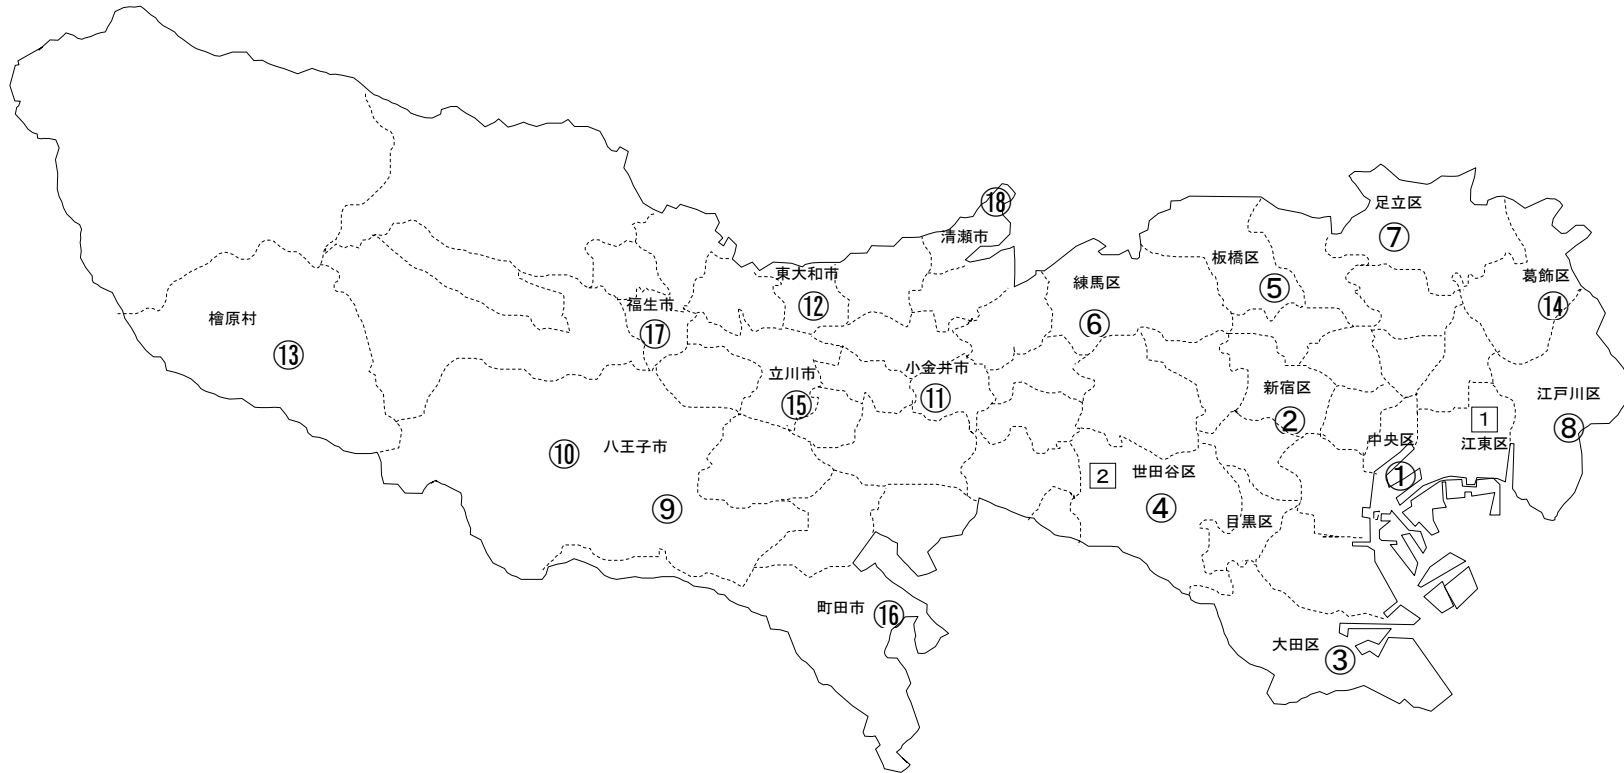 足立区
⑦
⑱
清瀬市
板橋区
⑤
東大和市
⑫
練馬区
⑥
葛飾区
⑭
福生市
⑰
檜原村
⑬
立川市
⑮
小金井市
⑪
新宿区
②
江戸川区
⑧
1
江東区
中央区
①
八王子市
⑩
⑨
2
世田谷区
④
目黒区
町田市
⑯
大田区
③